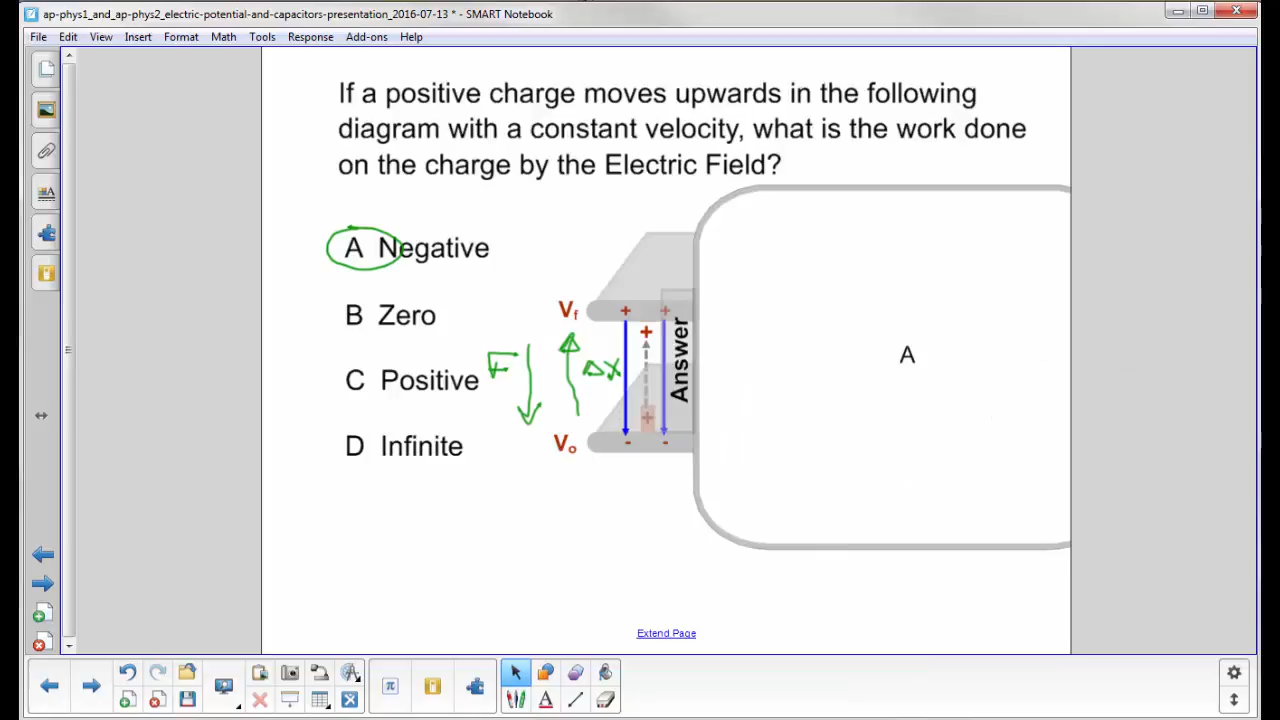 ap-phys1_and_ap-phys2_electric-potential-and-capacitors-presentation_2016-07-13 * - SMART Notebook
File Edit View Insert Format Math Tools Response Add-ons Help
If a positive charge moves upwards in the following
diagram with a constant velocity, what is the work done
on the charge by the Electric Field?
A Negative
B Zero
C Positive
D Infinite
F
Δx
Vf
+ +
+
+
Vo
- -
Answer
A
Extend Page
π
A